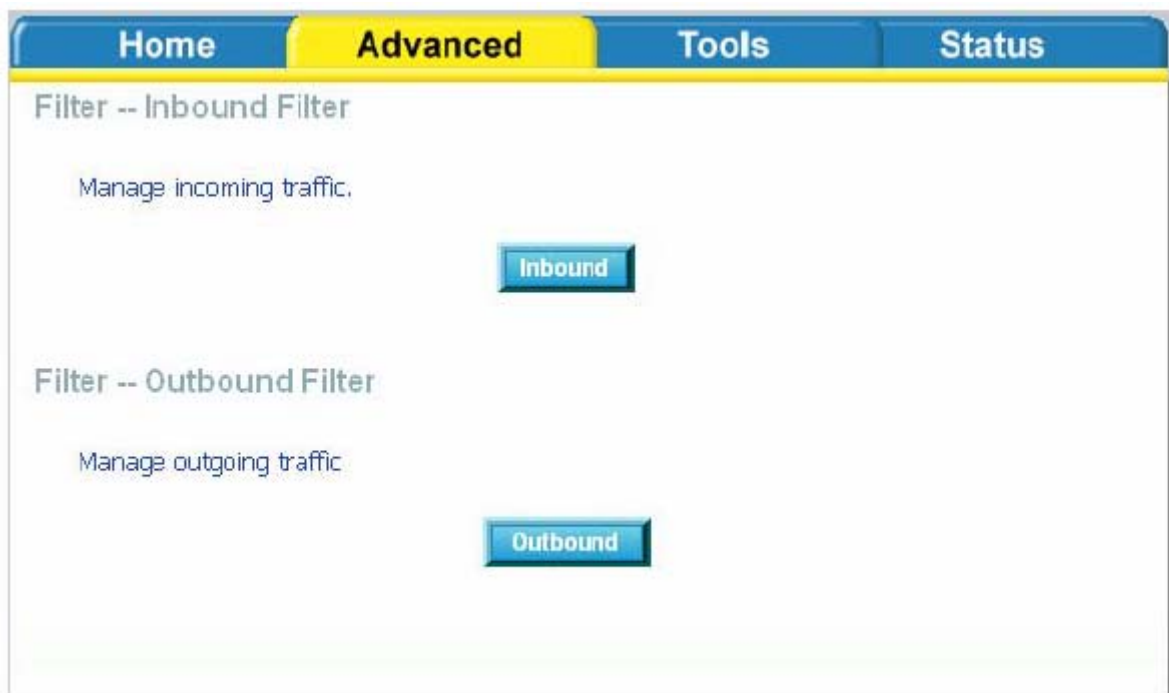 Home Advanced Tools Status
Filter -- Inbound Filter
Manage incoming traffic.
Inbound
Filter -- Outbound Filter
Manage outgoing traffic
Outbound